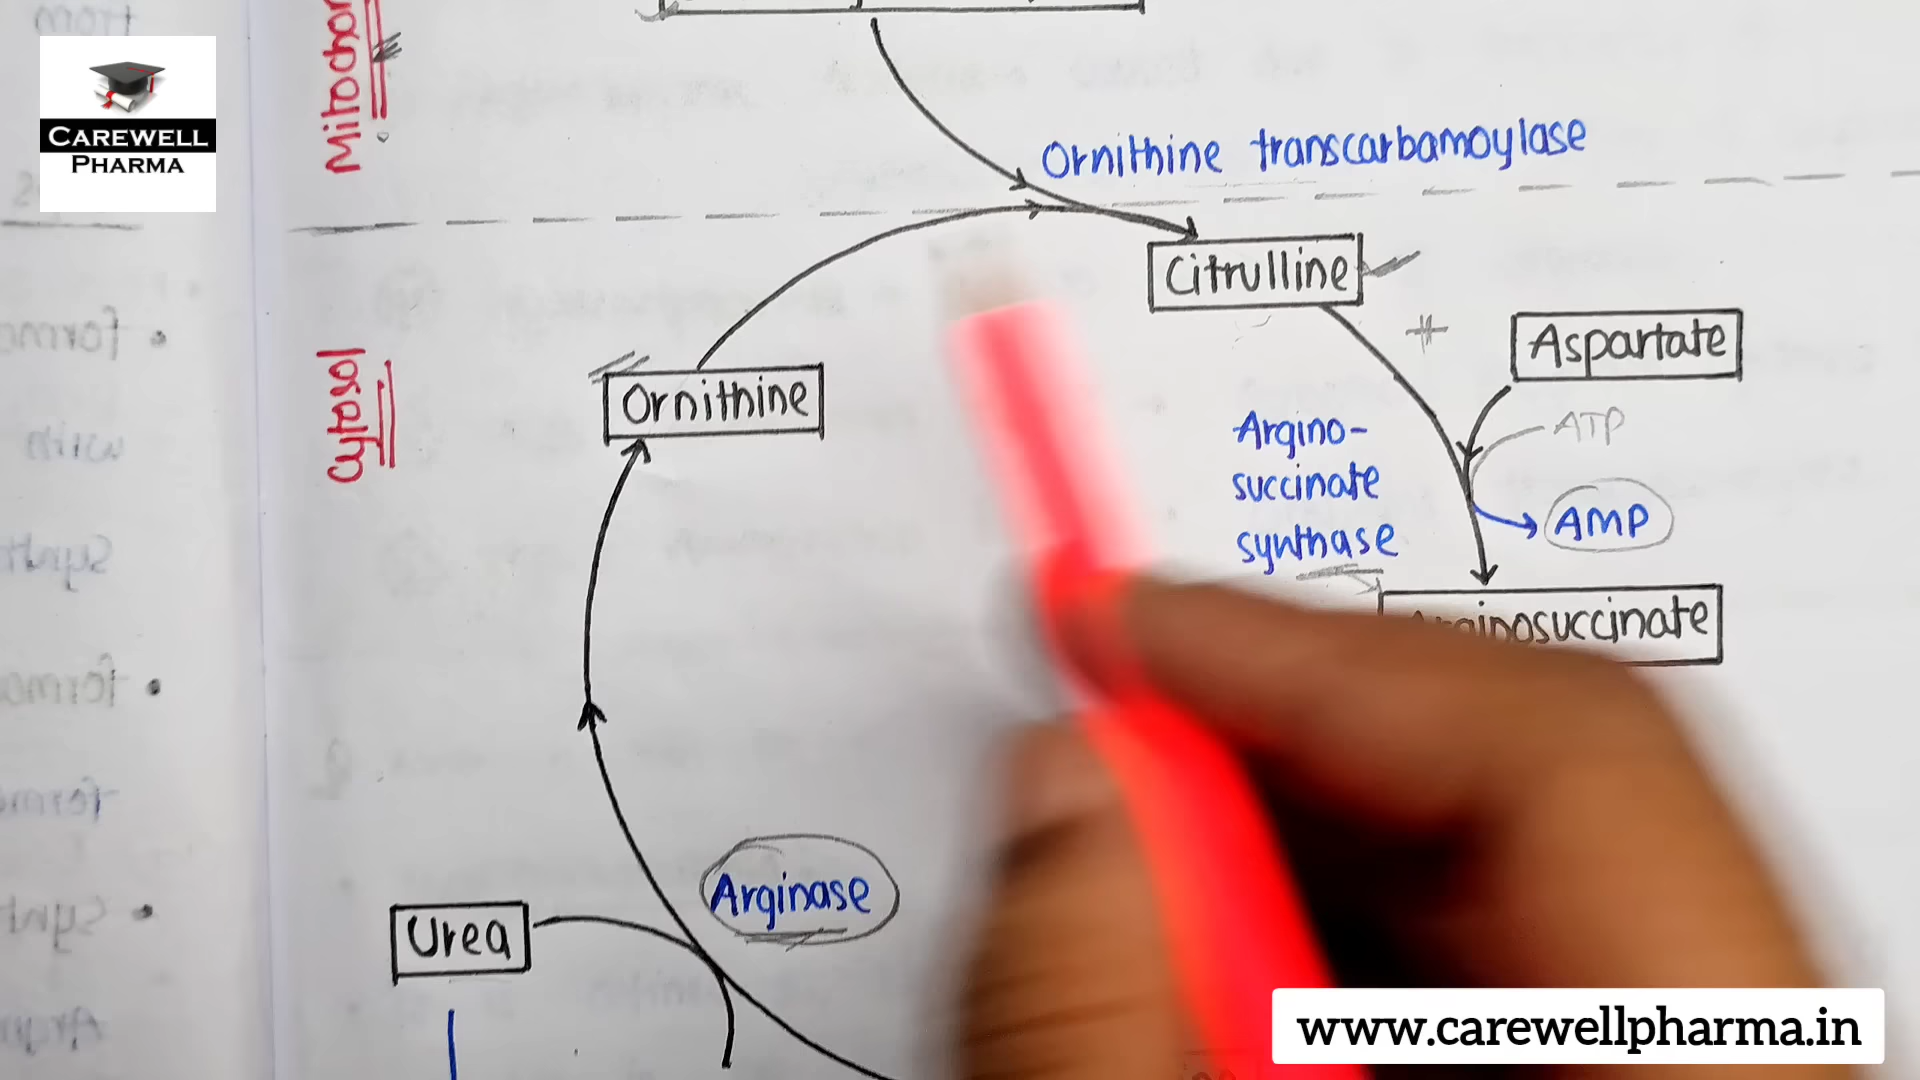 Mitochon
CAREWELL
PHARMA
Ornithine transcarbamoylase
Citrulline
Aspartate
Cytosol
Ornithine
Argino-
succinate
synthase
ATP
AMP
Arginosuccinate
Arginase
Urea
www.carewellpharma.in